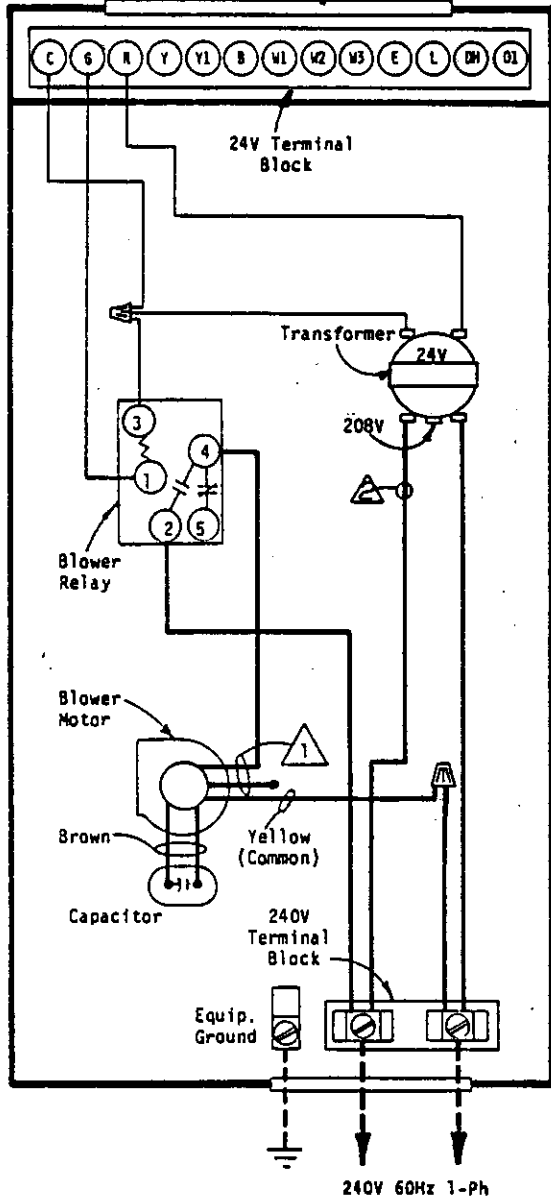 C G R Y Y1 B W1 W2 W3 E L DH O1
24V Terminal
Block
Transformer
24V
208V
2
3
4
1
2
5
Blower
Relay
Blower
Motor
1
Brown
Yellow
(Common)
Capacitor
240V
Terminal
Block
Equip.
Ground
240V 60Hz 1-Ph